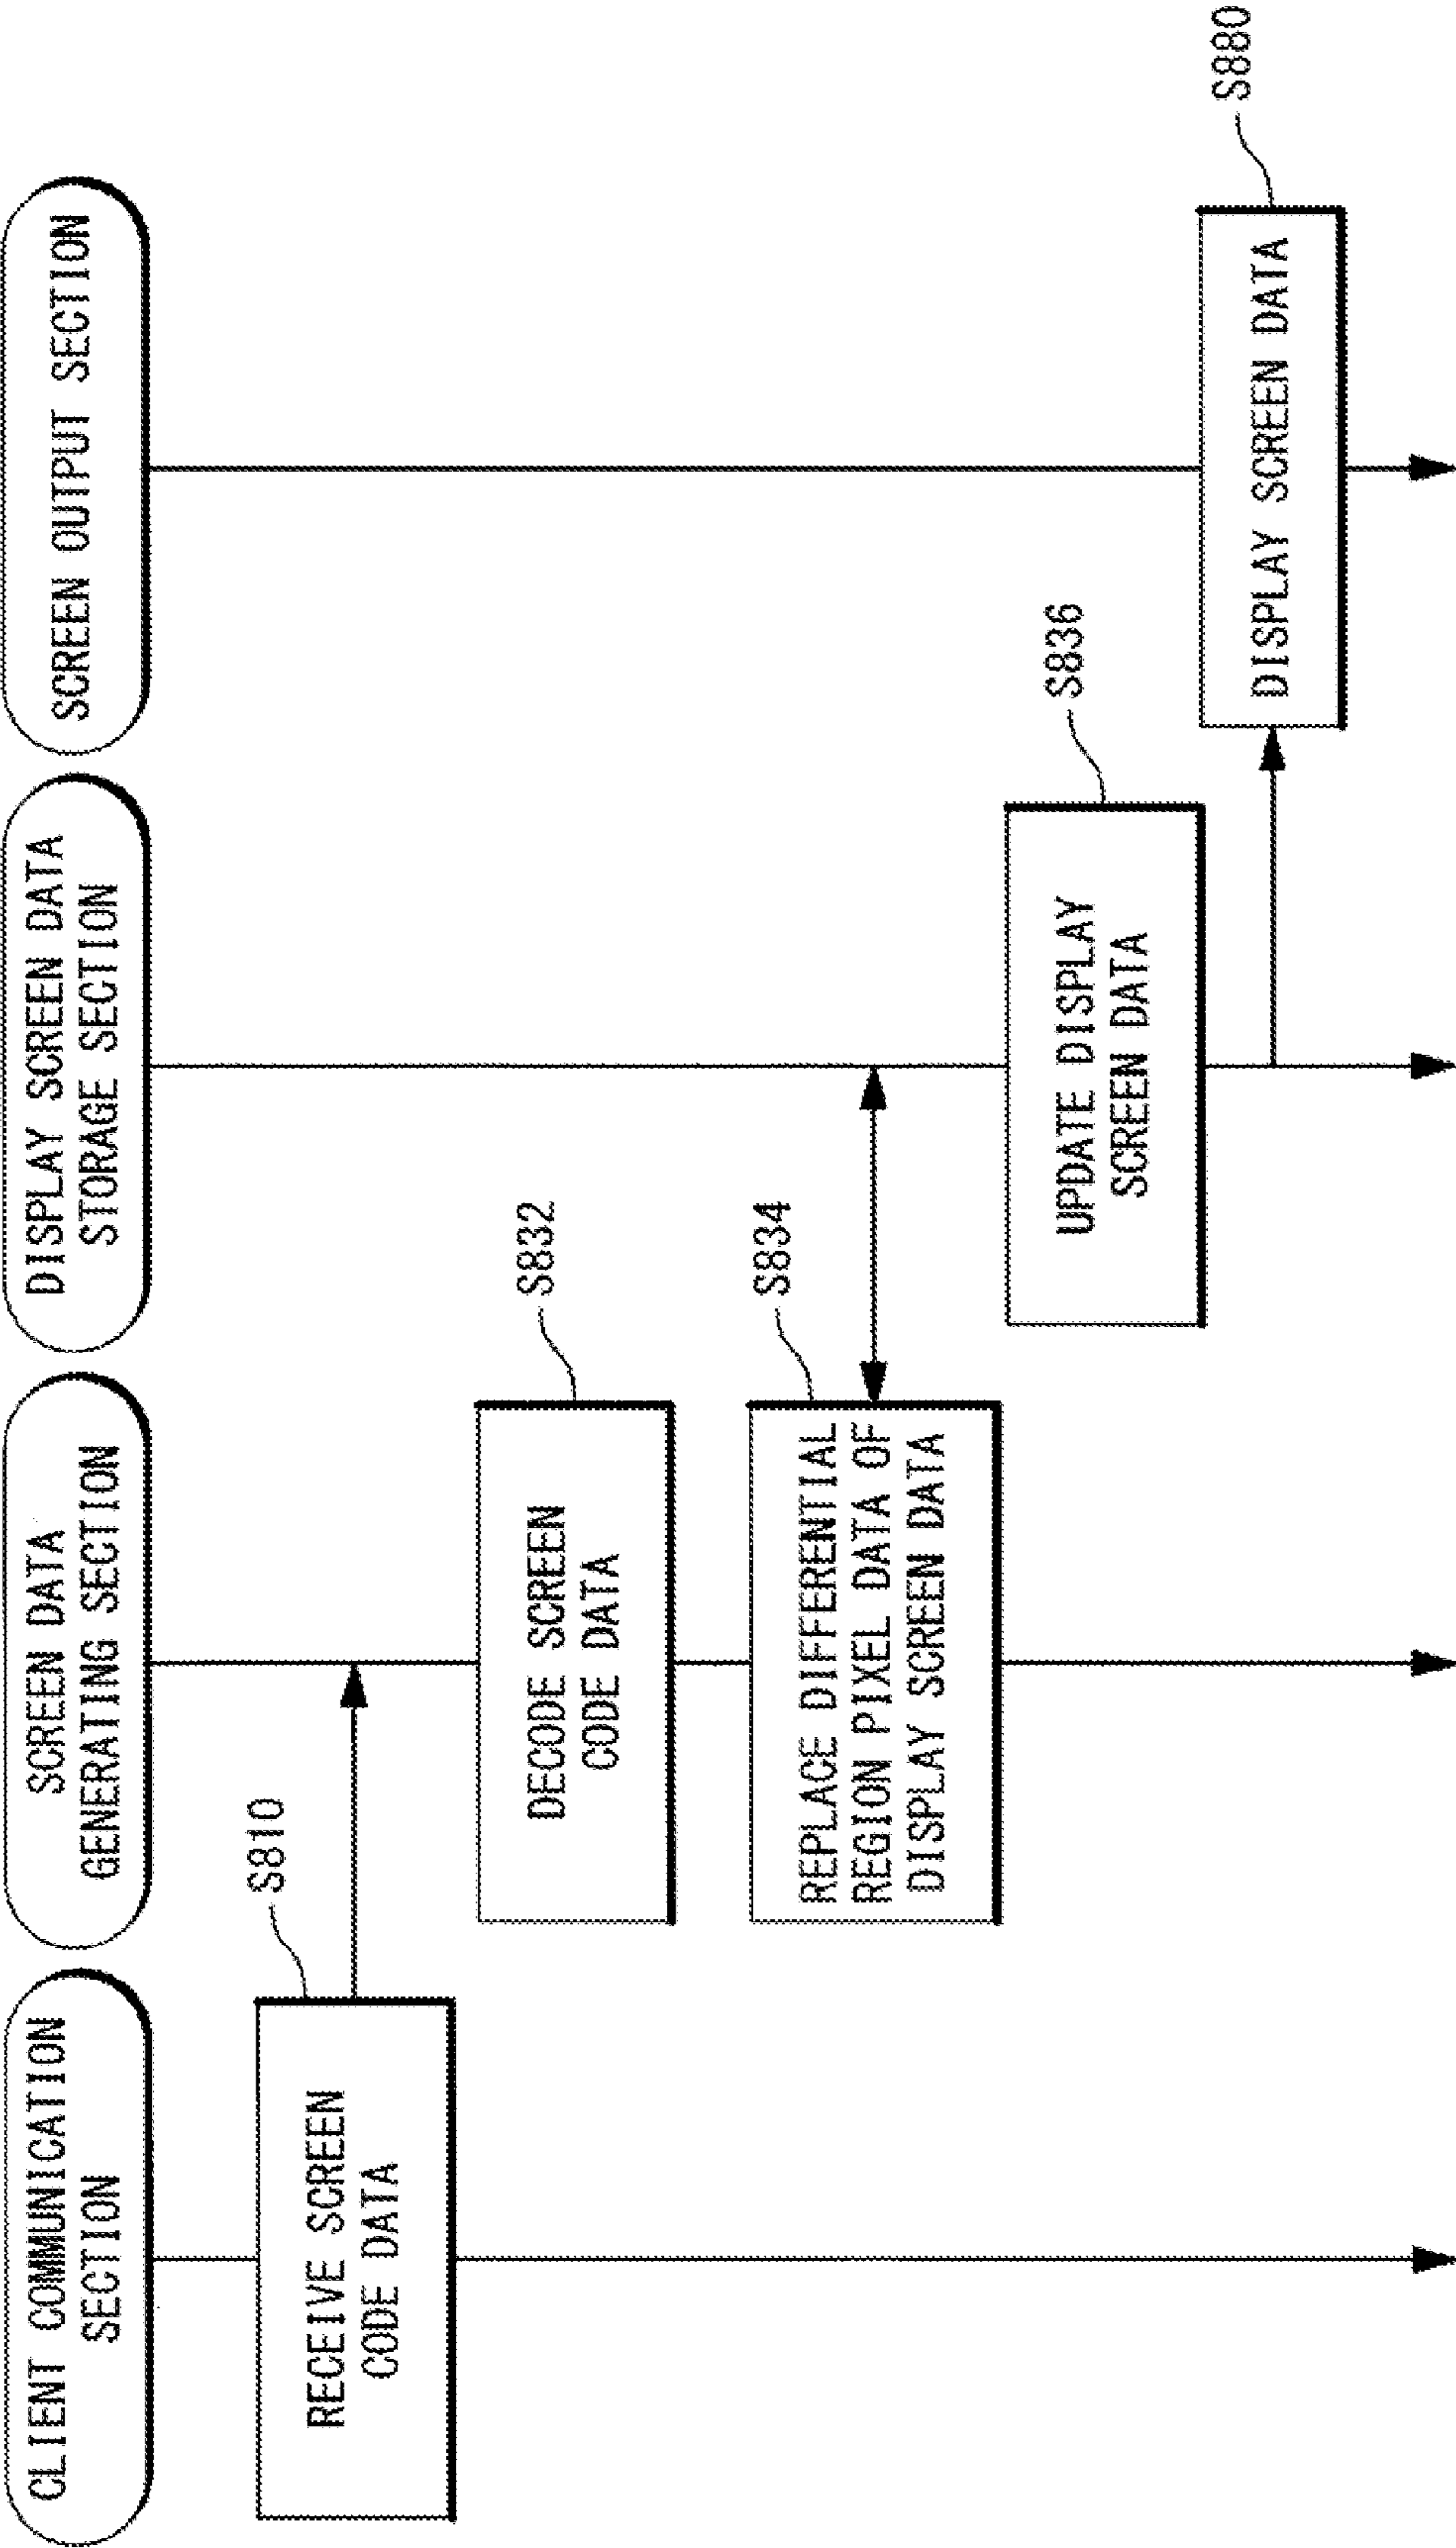 CLIENT COMMUNICATION
SECTION
SCREEN DATA
GENERATING SECTION
DISPLAY SCREEN DATA
STORAGE SECTION
SCREEN OUTPUT SECTION
S810
RECEIVE SCREEN
CODE DATA
S832
DECODE SCREEN
CODE DATA
S834
REPLACE DIFFERENTIAL
REGION PIXEL DATA OF
DISPLAY SCREEN DATA
S836
UPDATE DISPLAY
SCREEN DATA
S880
DISPLAY SCREEN DATA